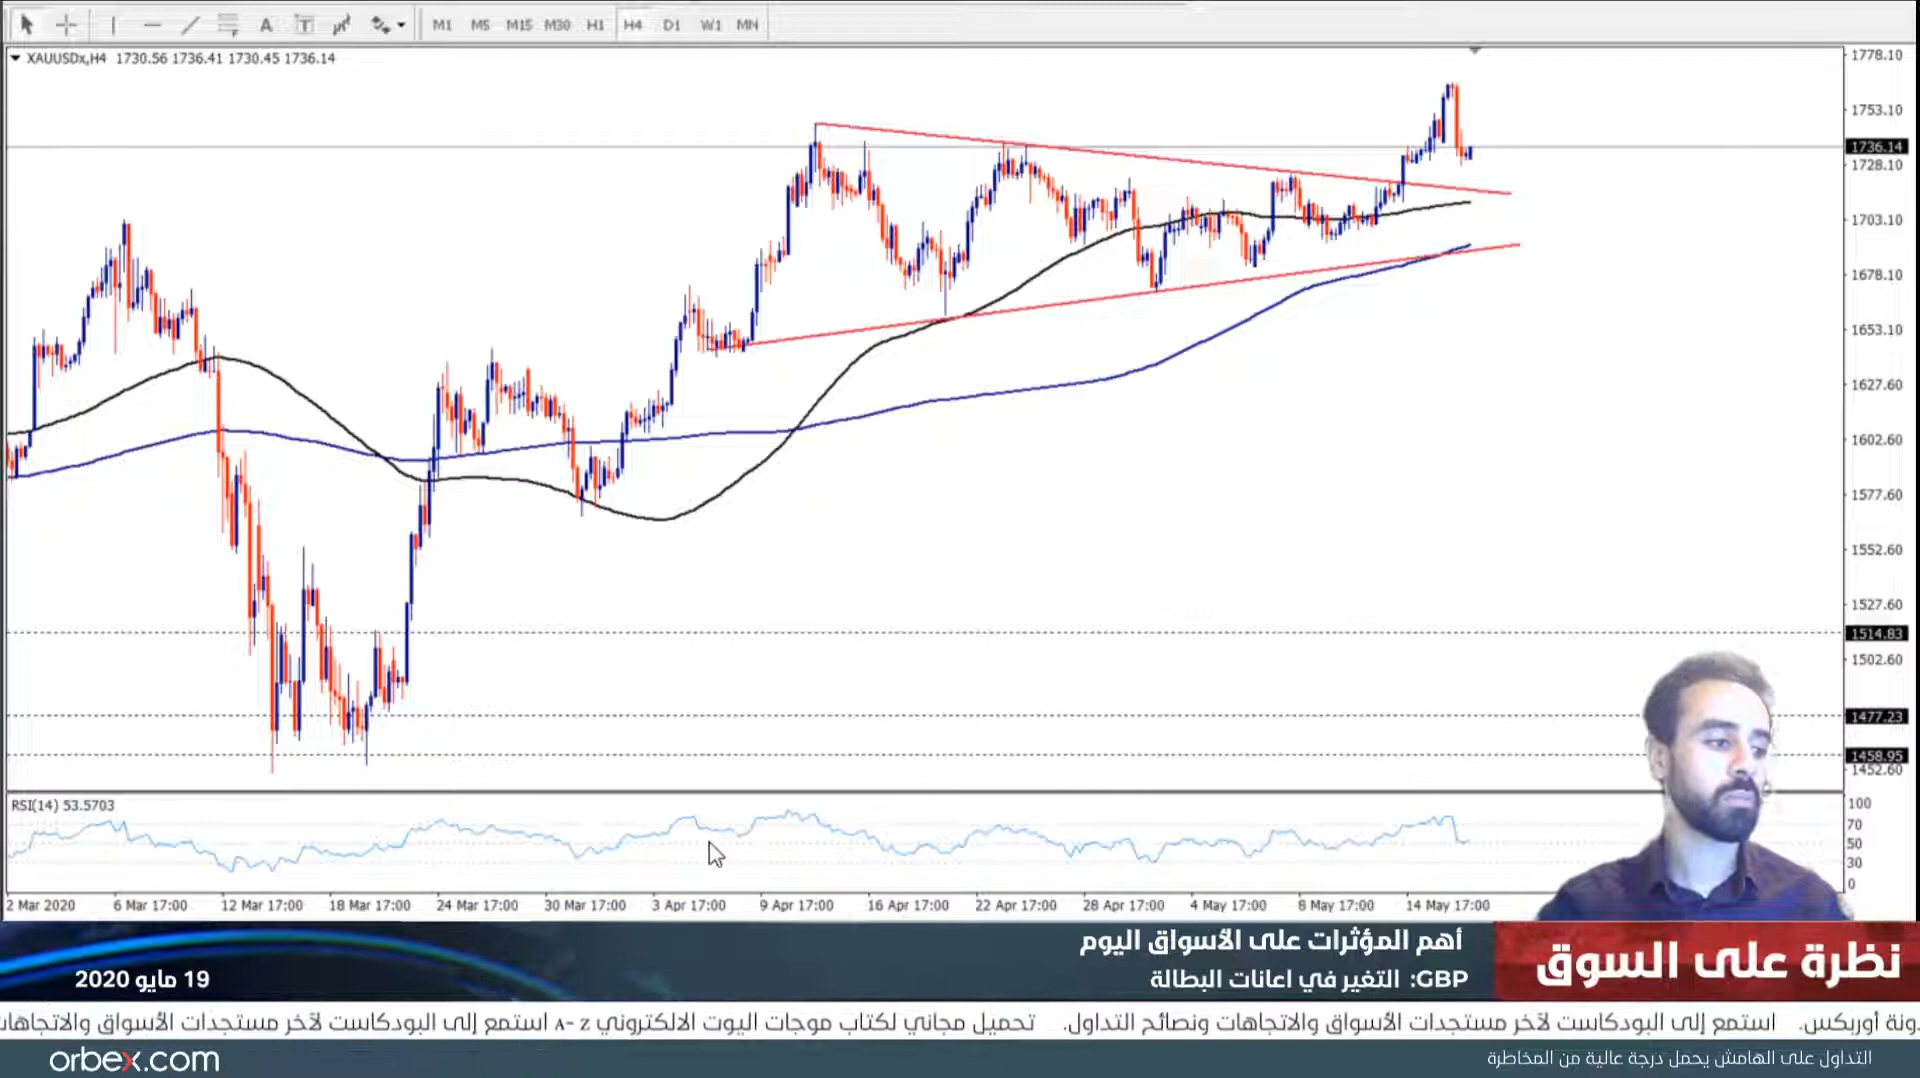 M1 M5 M15 M30 H1 H4 D1 W1 MN
XAUUSDx,H4 1730.56 1736.41 1730.45 1736.14
1778.10
1753.10
1736.14
1728.10
1703.10
1678.10
1653.10
1627.60
1602.60
1577.60
1552.60
1527.60
1514.83
1502.60
1477.23
1458.95
1452.60
RSI(14) 53.5703
100
70
50
30
0
2 Mar 2020 6 Mar 17:00 12 Mar 17:00 18 Mar 17:00 24 Mar 17:00 30 Mar 17:00 3 Apr 17:00 9 Apr 17:00 16 Apr 17:00 22 Apr 17:00 28 Apr 17:00 4 May 17:00 8 May 17:00 14 May 17:00
نظرة على السوق
أهم المؤثرات على الأسواق اليوم
GBP: التغير في اعانات البطالة
19 مايو 2020
أوربكس. استمع إلى البودكاست لآخر مستجدات الأسواق والاتجاهات ونصائح التداول. تحميل مجاني لكتاب موجات اليوت الالكتروني A- Z استمع إلى البودكاست لآخر مستجدات الأسواق والاتجاهات
orbex.com
التداول على الهامش يحمل درجة عالية من المخاطرة